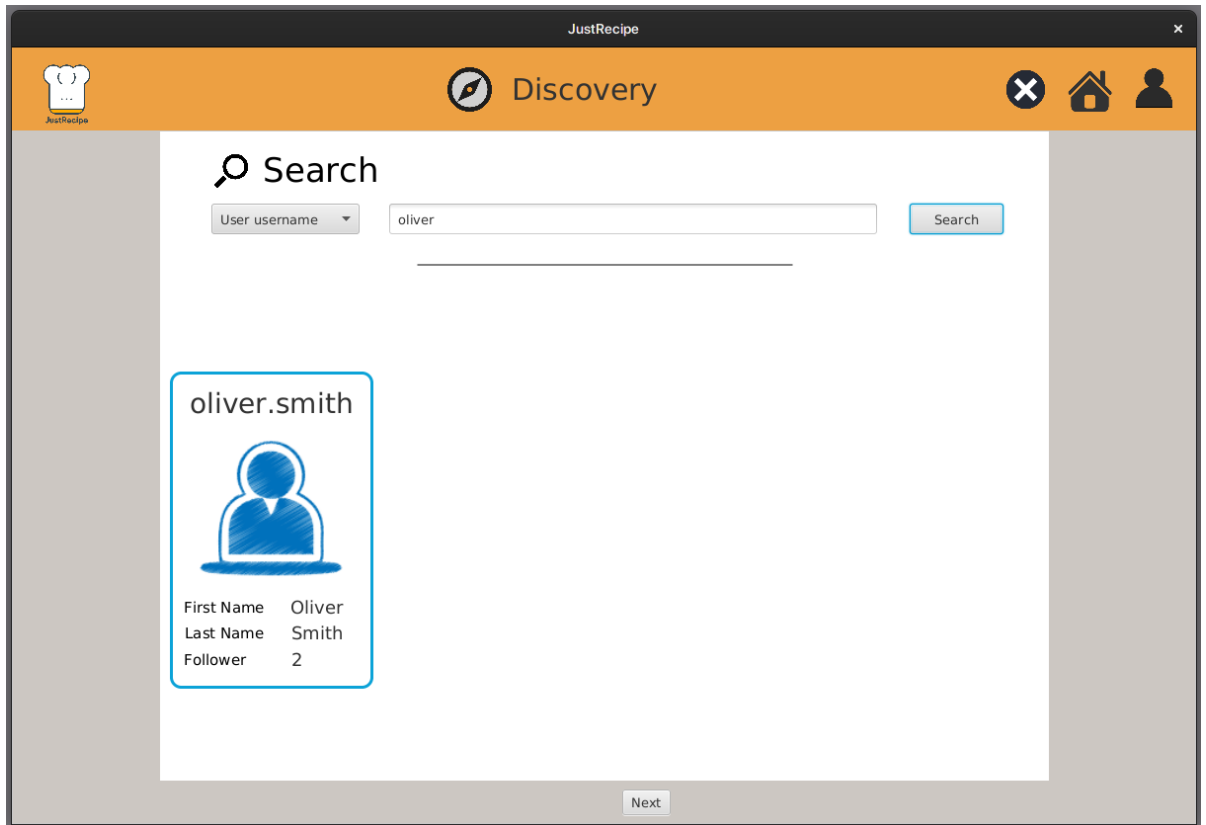 JustRecipe
JustRecipe
Discovery
Search
User username
oliver
Search
oliver.smith
First Name Oliver
Last Name Smith
Follower 2
Next